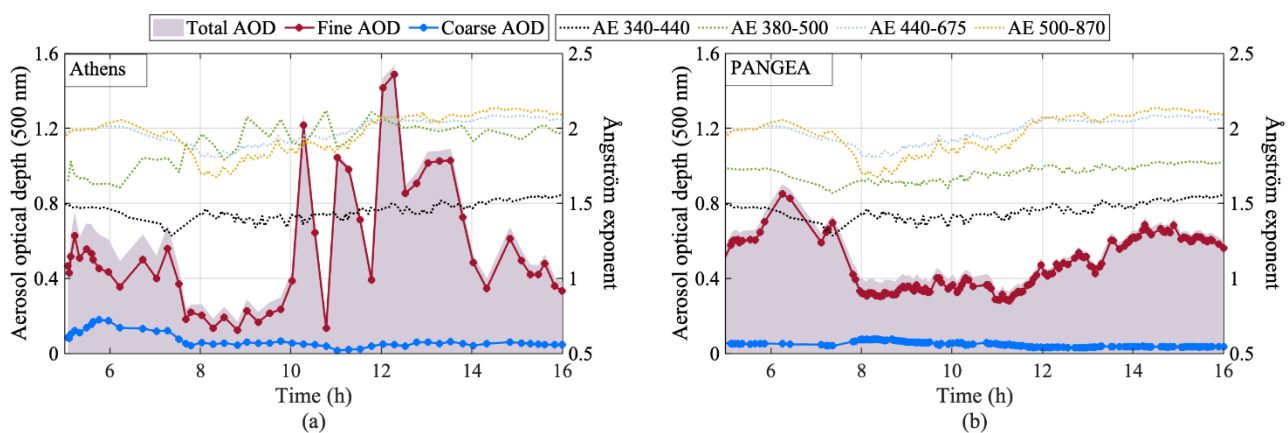 Total AOD Fine AOD Coarse AOD AE 340-440 AE 380-500 AE 440-675 AE 500-870
Athens
Aerosol optical depth (500 nm)
1.6
1.2
0.8
0.4
0
2.5
2
1.5
1
0.5
Ångström exponent
6 8 10 12 14 16
Time (h)
(a)
PANGEA
Aerosol optical depth (500 nm)
1.6
1.2
0.8
0.4
0
2.5
2
1.5
1
0.5
Ångström exponent
6 8 10 12 14 16
Time (h)
(b)